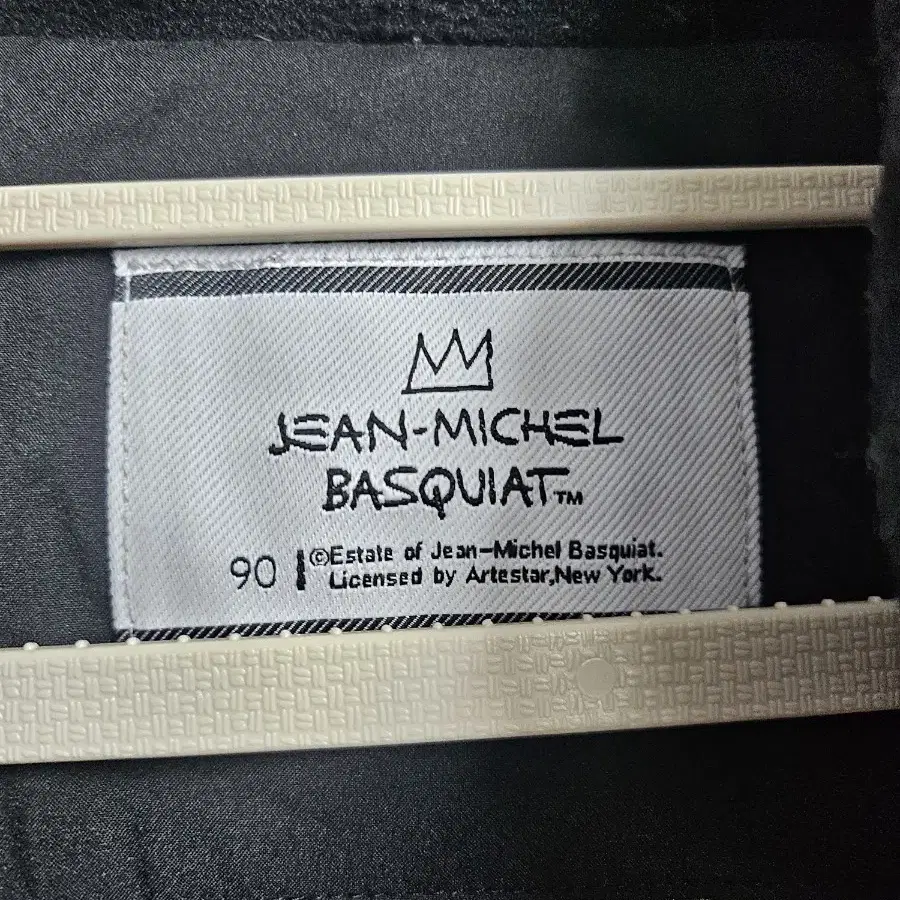 JEAN-MICHEL
BASQUIAT™
90 ©Estate of Jean-Michel Basquiat.
Licensed by Artestar,New York.